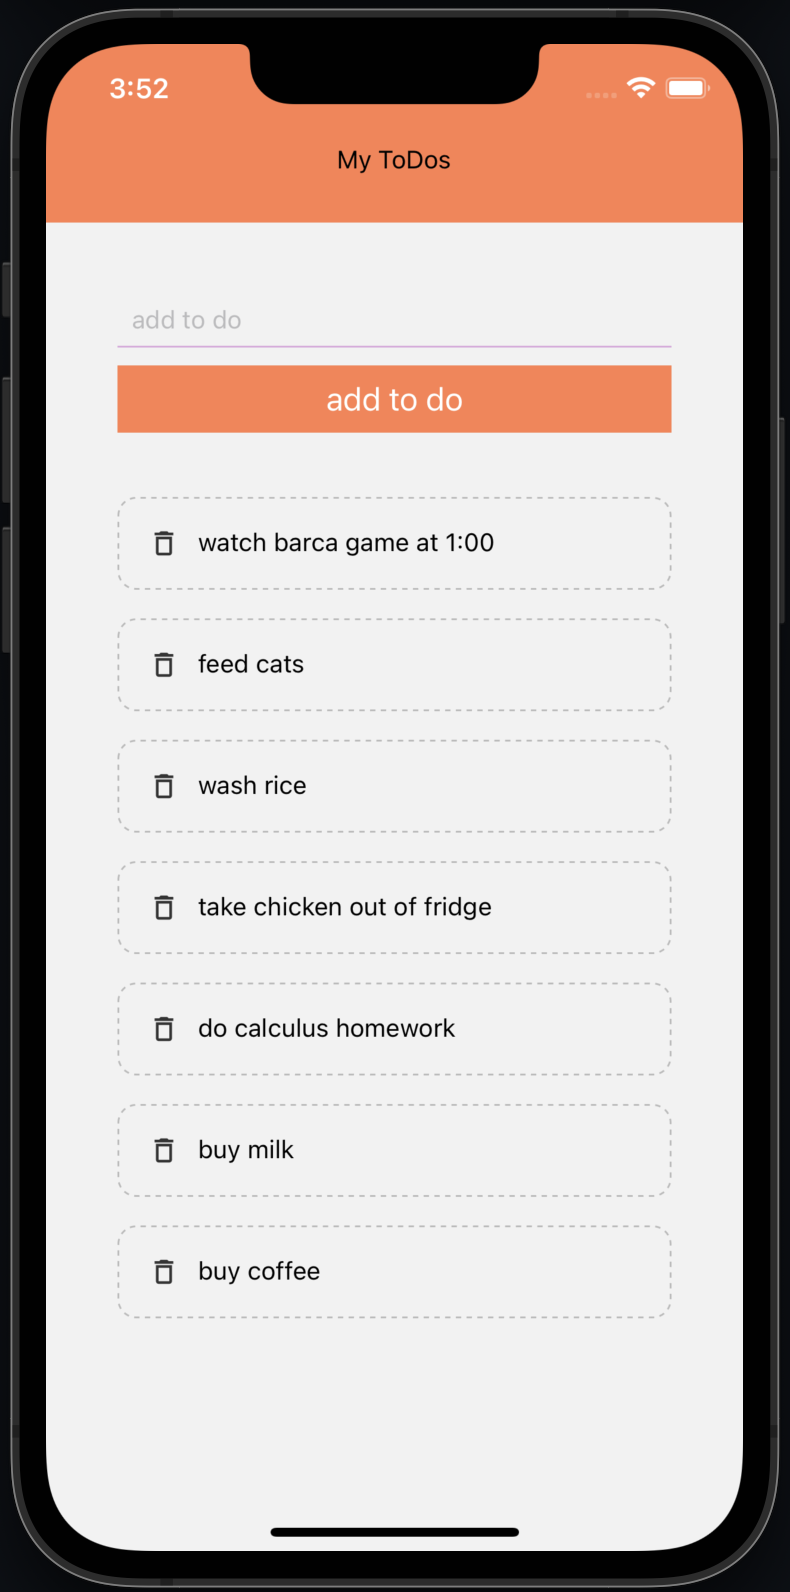 3:52
My ToDos
add to do
add to do
watch barca game at 1:00
feed cats
wash rice
take chicken out of fridge
do calculus homework
buy milk
buy coffee